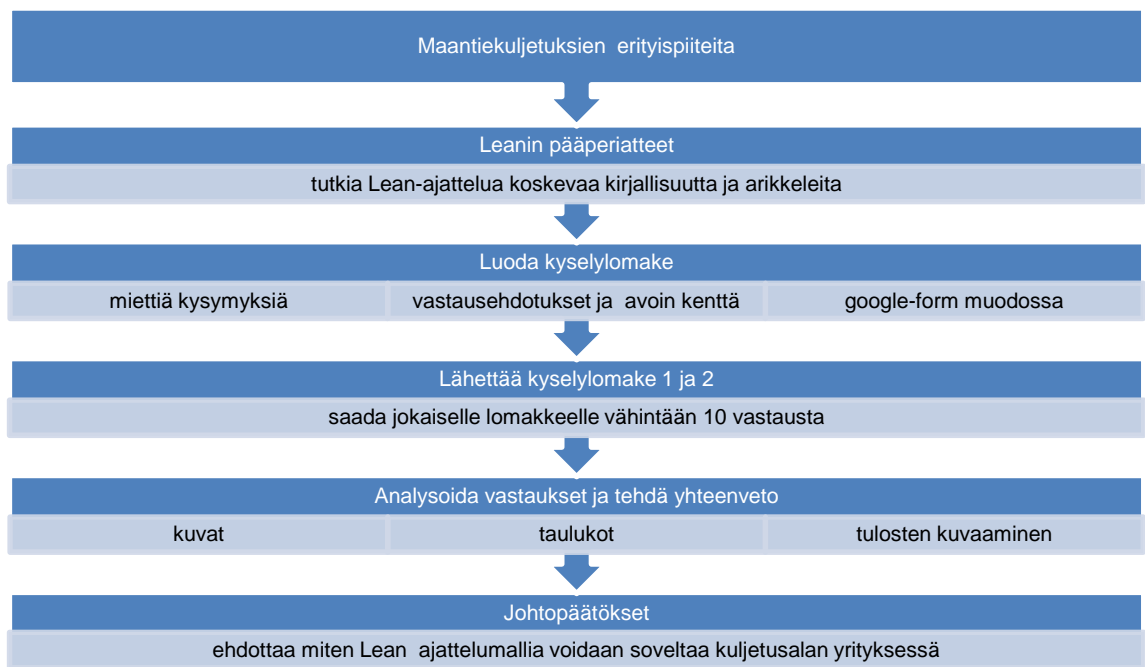 Maantiekuljetuksien erityispiiteita
Leanin pääperiatteet
tutkia Lean-ajattelua koskevaa kirjallisuutta ja arikkeleita
Luoda kyselylomake
miettiä kysymyksiä
vastausehdotukset ja avoin kenttä
google-form muodossa
Lähettää kyselylomake 1 ja 2
saada jokaiselle lomakkeelle vähintään 10 vastausta
Analysoida vastaukset ja tehdä yhteenveto
kuvat
taulukot
tulosten kuvaaminen
Johtopäätökset
ehdottaa miten Lean ajattelumallia voidaan soveltaa kuljetusalan yrityksessä